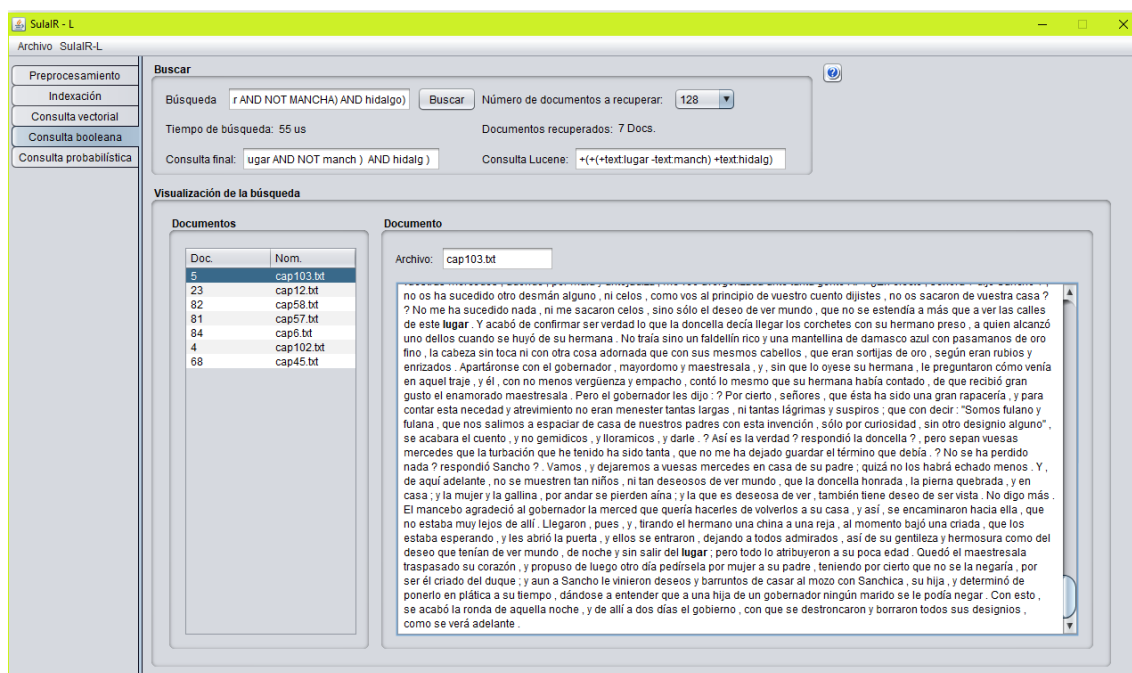 SulaIR - L
Archivo SulaIR-L
Preprocesamiento
Indexación
Consulta vectorial
Consulta booleana
Consulta probabilística
Buscar
Búsqueda r AND NOT MANCHA) AND hidalgo) Buscar Número de documentos a recuperar: 128
Tiempo de búsqueda: 55 us Documentos recuperados: 7 Docs.
Consulta final: ugar AND NOT manch ) AND hidalg ) Consulta Lucene: +(+(+text:lugar -text:manch) +text:hidalg)
Visualización de la búsqueda
Documentos
Doc. Nom.
5 cap103.txt
23 cap12.txt
82 cap58.txt
81 cap57.txt
84 cap6.txt
4 cap102.txt
68 cap45.txt
Documento
Archivo: cap103.txt
no os ha sucedido otro desmán alguno , ni celos , como vos al principio de vuestro cuento dijistes , no os sacaron de vuestra casa ?
? No me ha sucedido nada , ni me sacaron celos , sino sólo el deseo de ver mundo , que no se estendía a más que a ver las calles
de este lugar . Y acabó de confirmar ser verdad lo que la doncella decía llegar los corchetes con su hermano preso , a quien alcanzó
uno dellos cuando se huyó de su hermana . No traía sino un faldellín rico y una mantellina de damasco azul con pasamanos de oro
fino , la cabeza sin toca ni con otra cosa adornada que con sus mesmos cabellos , que eran sortijas de oro , según eran rubios y
enrizados . Apartáronse con el gobernador , mayordomo y maestresala , y , sin que lo oyese su hermana , le preguntaron cómo venía
en aquel traje , y él , con no menos vergüenza y empacho , contó lo mesmo que su hermana había contado , de que recibió gran
gusto el enamorado maestresala . Pero el gobernador les dijo : ? Por cierto , señores , que ésta ha sido una gran rapacería , y para
contar esta necedad y atrevimiento no eran menester tantas largas , ni tantas lágrimas y suspiros ; que con decir : "Somos fulano y
fulana , que nos salimos a espaciar de casa de nuestros padres con esta invención , sólo por curiosidad , sin otro designio alguno" ,
se acabara el cuento , y no gemidicos , y lloramicos , y darle . ? Así es la verdad ? respondió la doncella ? , pero sepan vuesas
mercedes que la turbación que he tenido ha sido tanta , que no me ha dejado guardar el término que debía . ? No se ha perdido
nada ? respondió Sancho ? . Vamos , y dejaremos a vuesas mercedes en casa de su padre ; quizá no los habrá echado menos . Y ,
de aquí adelante , no se muestren tan niños , ni tan deseosos de ver mundo , que la doncella honrada , la pierna quebrada , y en
casa ; y la mujer y la gallina , por andar se pierden aína ; y la que es deseosa de ver , también tiene deseo de ser vista . No digo más .
El mancebo agradeció al gobernador la merced que quería hacerles de volverlos a su casa , y así , se encaminaron hacia ella , que
no estaba muy lejos de allí . Llegaron , pues , y , tirando el hermano una china a una reja , al momento bajó una criada , que los
estaba esperando , y les abrió la puerta , y ellos se entraron , dejando a todos admirados , así de su gentileza y hermosura como del
deseo que tenían de ver mundo , de noche y sin salir del lugar ; pero todo lo atribuyeron a su poca edad . Quedó el maestresala
traspasado su corazón , y propuso de luego otro día pedírsela por mujer a su padre , teniendo por cierto que no se la negaría , por
ser él criado del duque ; y aun a Sancho le vinieron deseos y barruntos de casar al mozo con Sanchica , su hija , y determinó de
ponerlo en plática a su tiempo , dándose a entender que a una hija de un gobernador ningún marido se le podía negar . Con esto ,
se acabó la ronda de aquella noche , y de allí a dos días el gobierno , con que se destroncaron y borraron todos sus designios ,
como se verá adelante .